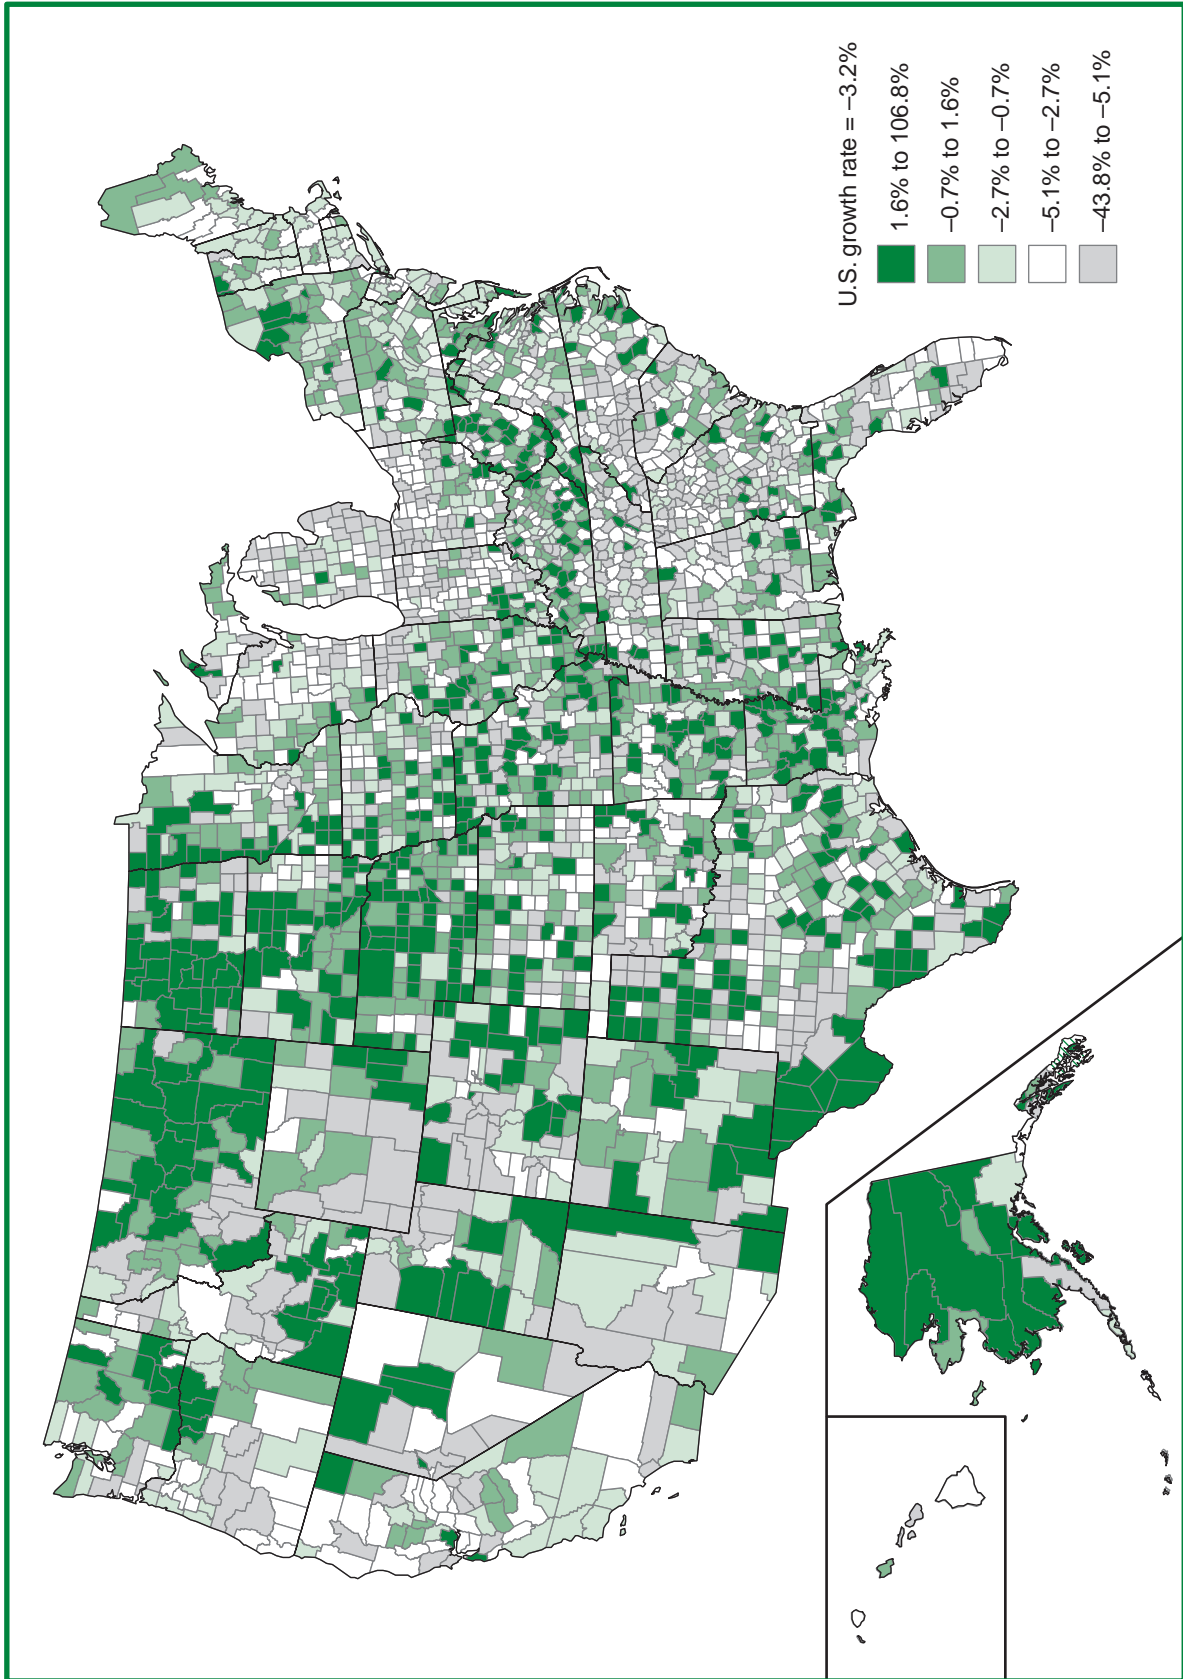 U.S. growth rate = –3.2%
1.6% to 106.8%
–0.7% to 1.6%
–2.7% to –0.7%
–5.1% to –2.7%
–43.8% to –5.1%